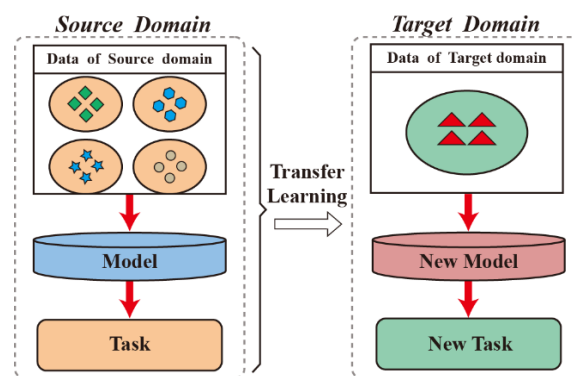 Source Domain
Data of Source domain
Model
Task
Transfer
Learning
Target Domain
Data of Target domain
New Model
New Task